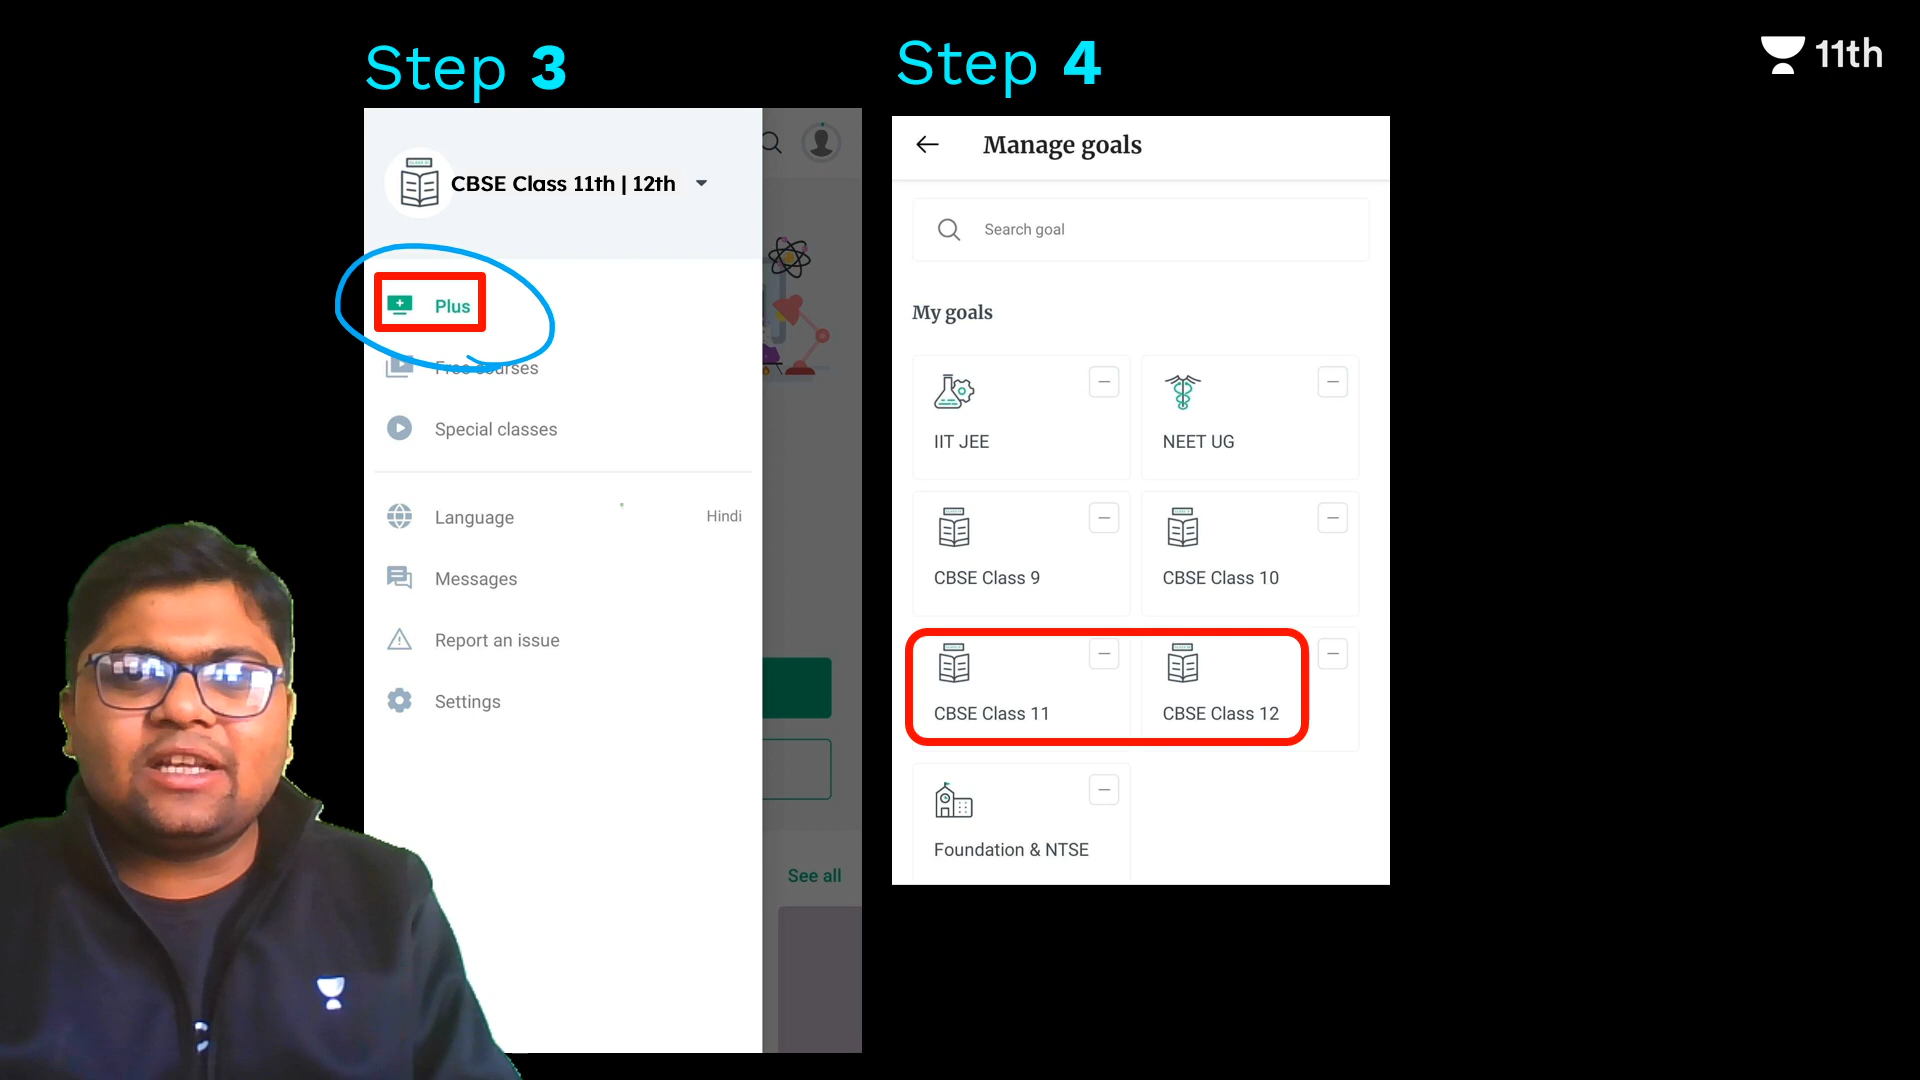 Step 3
CBSE Class 11th | 12th
Plus
Free courses
Special classes
Language
Hindi
Messages
Report an issue
Settings
See all
Step 4
Manage goals
Search goal
My goals
IIT JEE
NEET UG
CBSE Class 9
CBSE Class 10
CBSE Class 11
CBSE Class 12
Foundation & NTSE
11th